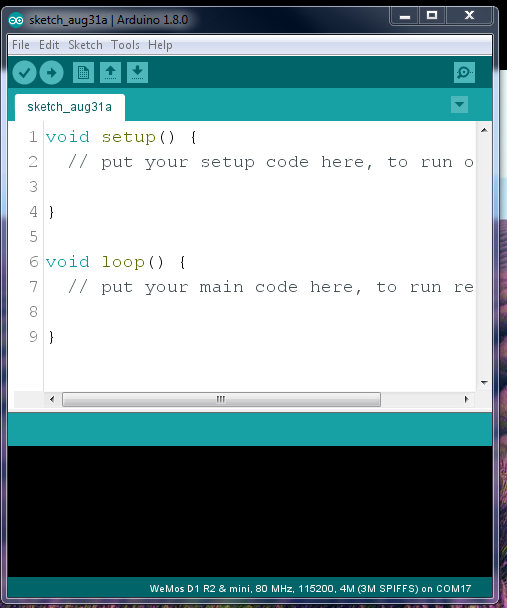 sketch_aug31a | Arduino 1.8.0
File Edit Sketch Tools Help
sketch_aug31a
1 void setup() {
2 // put your setup code here, to run o
3
4 }
5
6 void loop() {
7 // put your main code here, to run re
8
9 }
WeMos D1 R2 & mini, 80 MHz, 115200, 4M (3M SPIFFS) on COM17